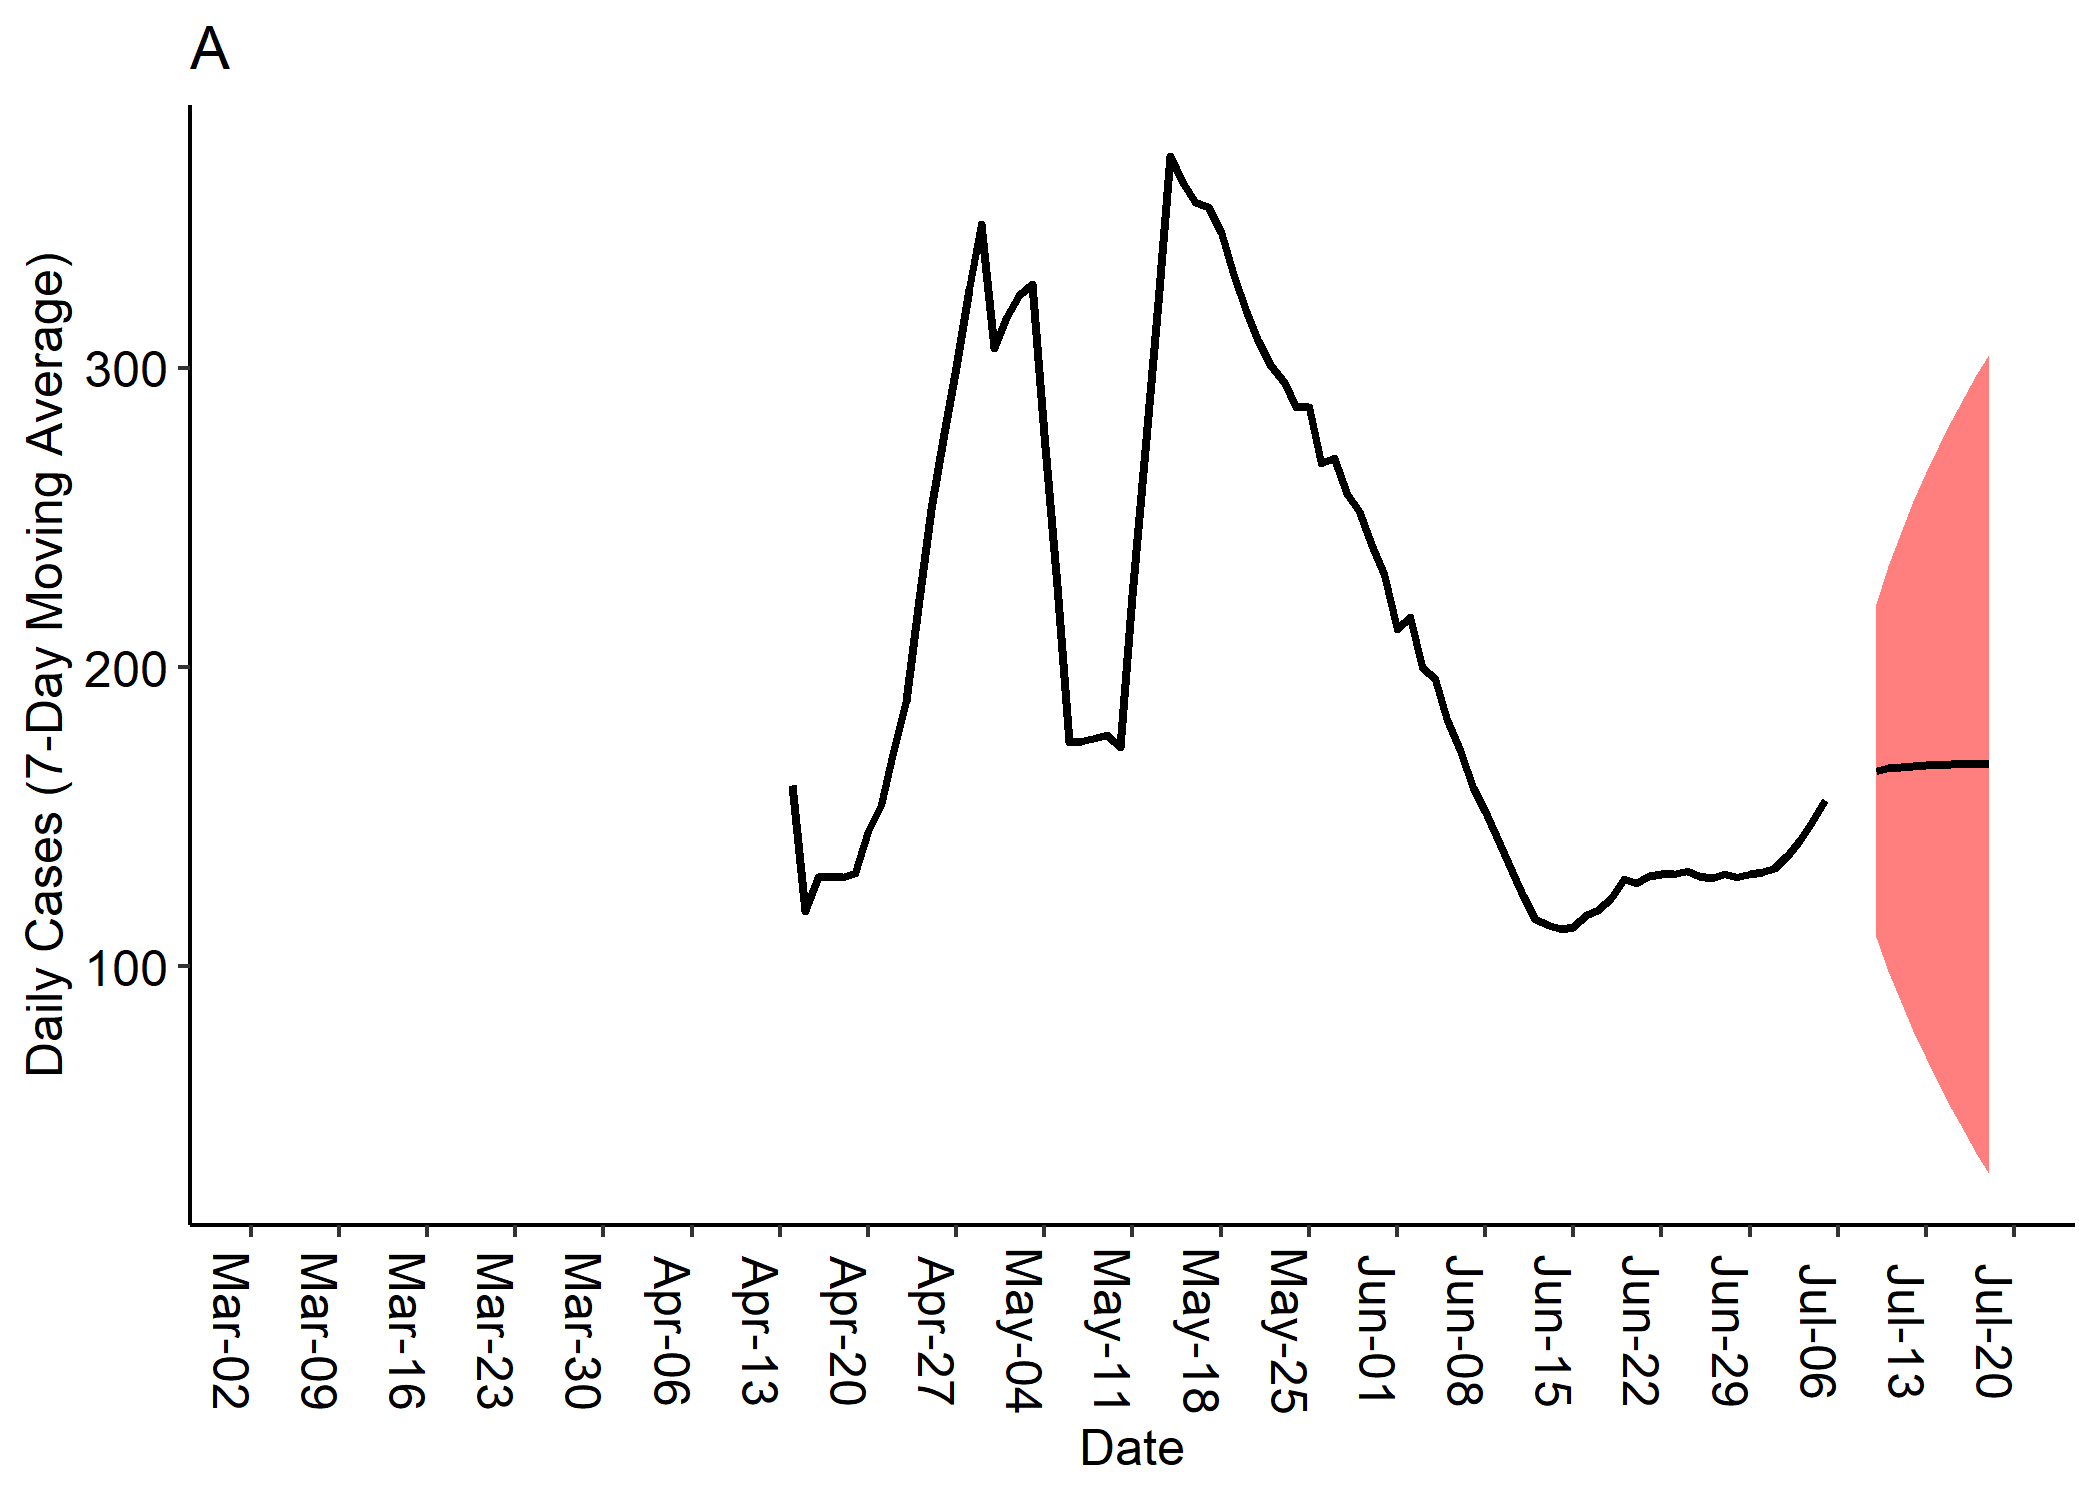 A
Daily Cases (7-Day Moving Average)
300
200
100
Mar-02
Mar-09
Mar-16
Mar-23
Mar-30
Apr-06
Apr-13
Apr-20
Apr-27
May-04
May-11
May-18
May-25
Jun-01
Jun-08
Jun-15
Jun-22
Jun-29
Jul-06
Jul-13
Jul-20
Date